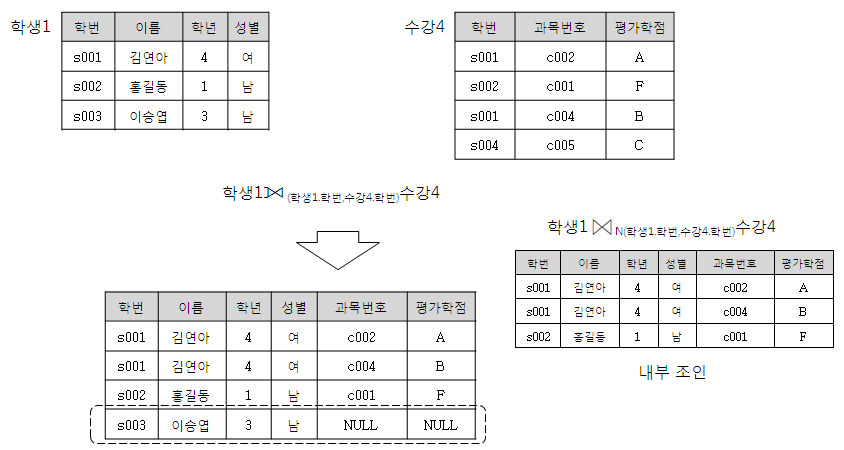 학생1
학번 이름 학년 성별
s001 김연아 4 여
s002 홍길동 1 남
s003 이승엽 3 남
수강4
학번 과목번호 평가학점
s001 c002 A
s002 c001 F
s001 c004 B
s004 c005 C
학생1⟕(학생1.학번,수강4.학번)수강4
학번 이름 학년 성별 과목번호 평가학점
s001 김연아 4 여 c002 A
s001 김연아 4 여 c004 B
s002 홍길동 1 남 c001 F
s003 이승엽 3 남 NULL NULL
학생1 ⋈N(학생1.학번,수강4.학번)수강4
학번 이름 학년 성별 과목번호 평가학점
s001 김연아 4 여 c002 A
s001 김연아 4 여 c004 B
s002 홍길동 1 남 c001 F
내부 조인